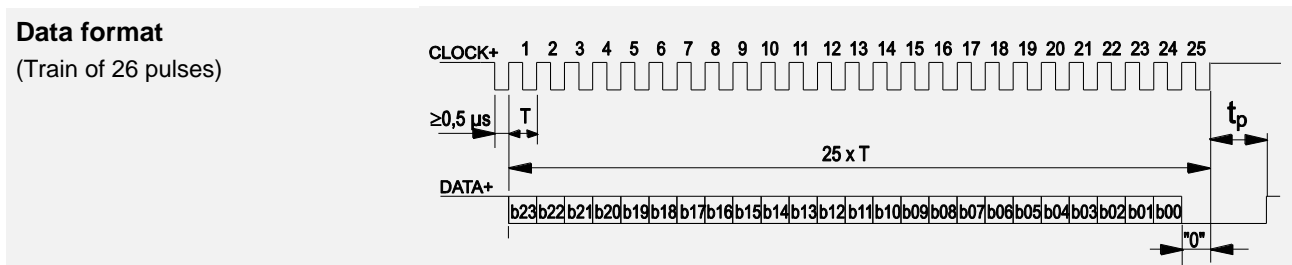 Data format
(Train of 26 pulses)
CLOCK+ 1 2 3 4 5 6 7 8 9 10 11 12 13 14 15 16 17 18 19 20 21 22 23 24 25
≥0,5 µs T tp
25 x T
DATA+
b23 b22 b21 b20 b19 b18 b17 b16 b15 b14 b13 b12 b11 b10 b09 b08 b07 b06 b05 b04 b03 b02 b01 b00
"0"